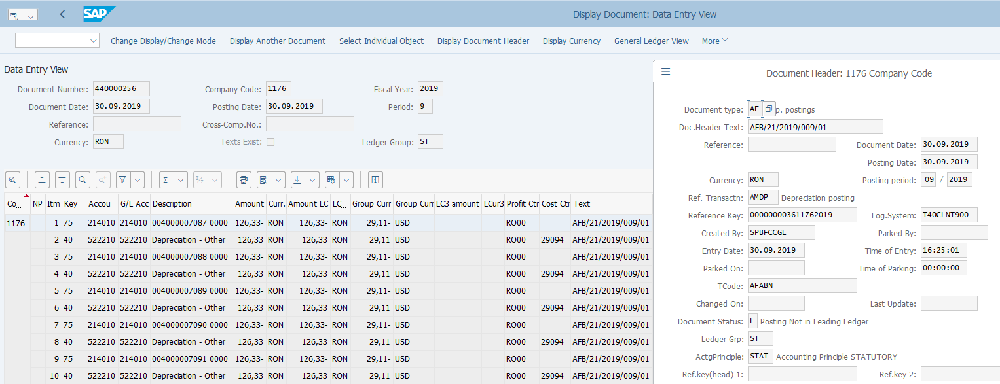 SAP Display Document: Data Entry View
Change Display/Change Mode Display Another Document Select Individual Object Display Document Header Display Currency General Ledger View More
Data Entry View
Document Number: 440000256 Company Code: 1176 Fiscal Year: 2019
Document Date: 30.09.2019 Posting Date: 30.09.2019 Period: 9
Reference: Cross-Comp.No.:
Currency: RON Texts Exist: Ledger Group: ST
Co... NP Itm Key Accou... G/L Acc Description Amount Curr. Amount LC LC... Group Curr Group Curr LC3 amount LCur3 Profit Ctr Cost Ctr Text
1176 1 75 214010 214010 004000007087 0000 126,33- RON 126,33- RON 29,11- USD RO00 AFB/21/2019/009/01
2 40 522210 522210 Depreciation - Other 126,33 RON 126,33 RON 29,11 USD RO00 29094 AFB/21/2019/009/01
3 75 214010 214010 004000007088 0000 126,33- RON 126,33- RON 29,11- USD RO00 AFB/21/2019/009/01
4 40 522210 522210 Depreciation - Other 126,33 RON 126,33 RON 29,11 USD RO00 29094 AFB/21/2019/009/01
5 75 214010 214010 004000007089 0000 126,33- RON 126,33- RON 29,11- USD RO00 AFB/21/2019/009/01
6 40 522210 522210 Depreciation - Other 126,33 RON 126,33 RON 29,11 USD RO00 29094 AFB/21/2019/009/01
7 75 214010 214010 004000007090 0000 126,33- RON 126,33- RON 29,11- USD RO00 AFB/21/2019/009/01
8 40 522210 522210 Depreciation - Other 126,33 RON 126,33 RON 29,11 USD RO00 29094 AFB/21/2019/009/01
9 75 214010 214010 004000007091 0000 126,33- RON 126,33- RON 29,11- USD RO00 AFB/21/2019/009/01
10 40 522210 522210 Depreciation - Other 126,33 RON 126,33 RON 29,11 USD RO00 29094 AFB/21/2019/009/01
Document Header: 1176 Company Code
Document type: AF p. postings
Doc.Header Text: AFB/21/2019/009/01
Reference: Document Date: 30.09.2019
Posting Date: 30.09.2019
Currency: RON Posting period: 09 / 2019
Ref. Transactn: AMDP Depreciation posting
Reference Key: 000000003611762019 Log.System: T40CLNT900
Created By: SPBFCCGL Parked By:
Entry Date: 30.09.2019 Time of Entry: 16:25:01
Parked On: Time of Parking: 00:00:00
TCode: AFABN
Changed On: Last Update:
Document Status: L Posting Not in Leading Ledger
Ledger Grp: ST
ActgPrinciple: STAT Accounting Principle STATUTORY
Ref.key(head) 1: Ref.key 2: